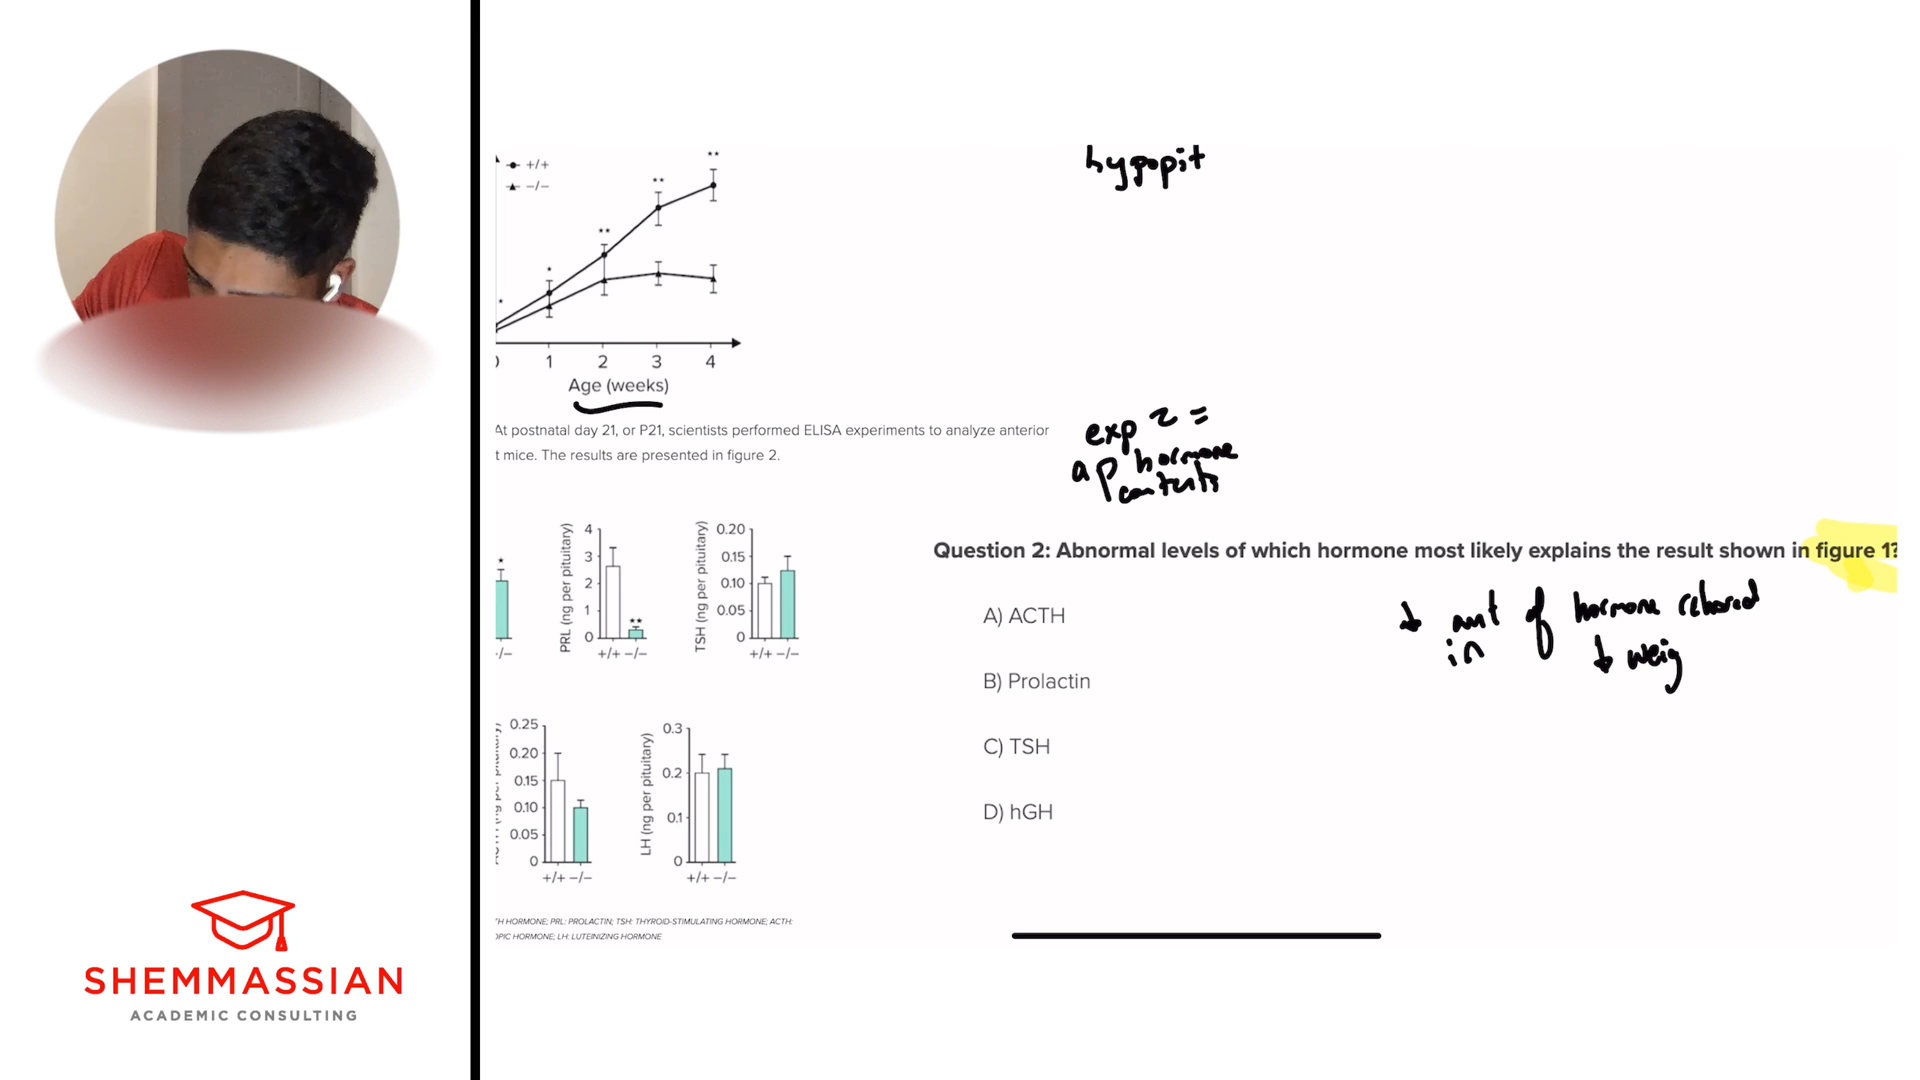 hypopit
**
**
**
*
*
+/+
−/−
1
2
3
4
Age (weeks)
At postnatal day 21, or P21, scientists performed ELISA experiments to analyze anterior
t mice. The results are presented in figure 2.
exp 2 =
ap hormone
contents
Question 2: Abnormal levels of which hormone most likely explains the result shown in figure 1?
A) ACTH
B) Prolactin
C) TSH
D) hGH
↓ amt of hormone
in ↓ weig
*
PRL (ng per pituitary)
4
3
2
1
0
**
+/+ −/−
TSH (ng per pituitary)
0.20
0.15
0.10
0.05
0
+/+ −/−
0.25
0.20
0.15
0.10
0.05
0
+/+ −/−
LH (ng per pituitary)
0.3
0.2
0.1
0
+/+ −/−
TH HORMONE; PRL: PROLACTIN; TSH: THYROID-STIMULATING HORMONE; ACTH:
OPIC HORMONE; LH: LUTEINIZING HORMONE
SHEMMASSIAN
ACADEMIC CONSULTING